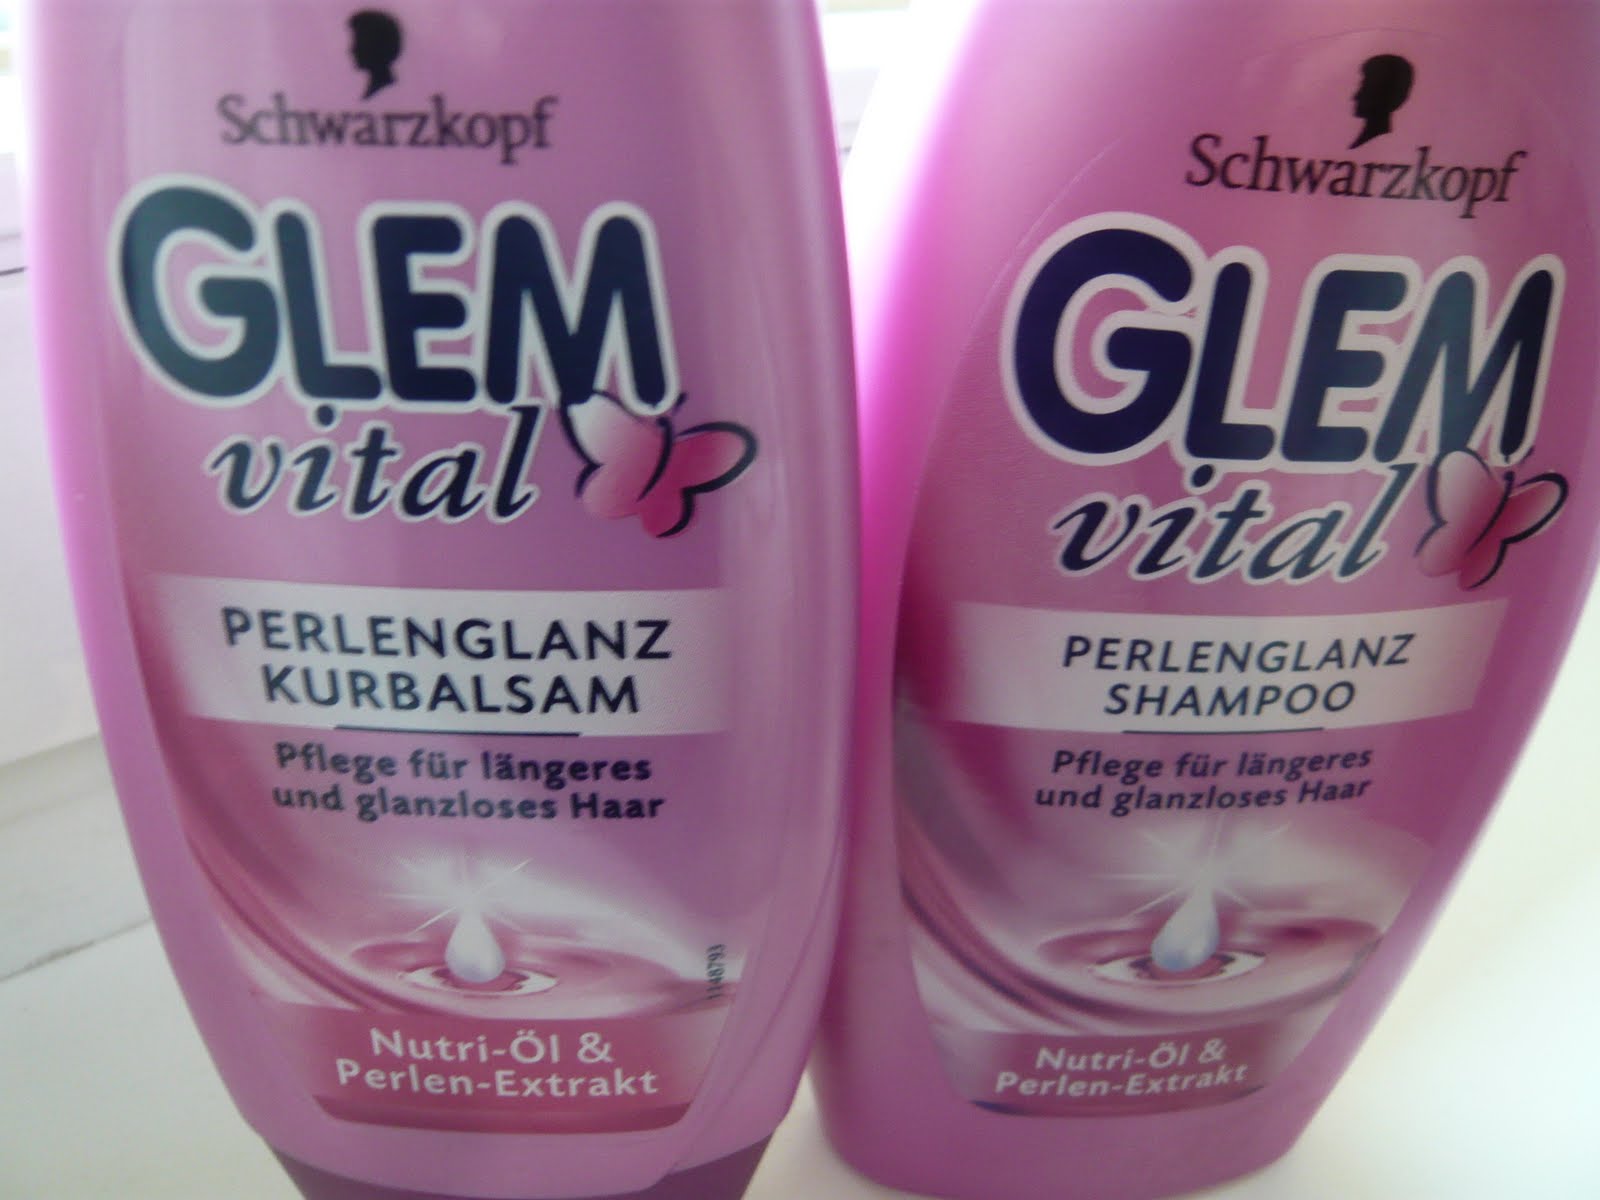 Schwarzkopf
GLEM
vital
PERLENGLANZ
KURBALSAM
Pflege für längeres
und glanzloses Haar
1148793
Nutri-Öl &
Perlen-Extrakt
Schwarzkopf
GLEM
vital
PERLENGLANZ
SHAMPOO
Pflege für längeres
und glanzloses Haar
Nutri-Öl &
Perlen-Extrakt